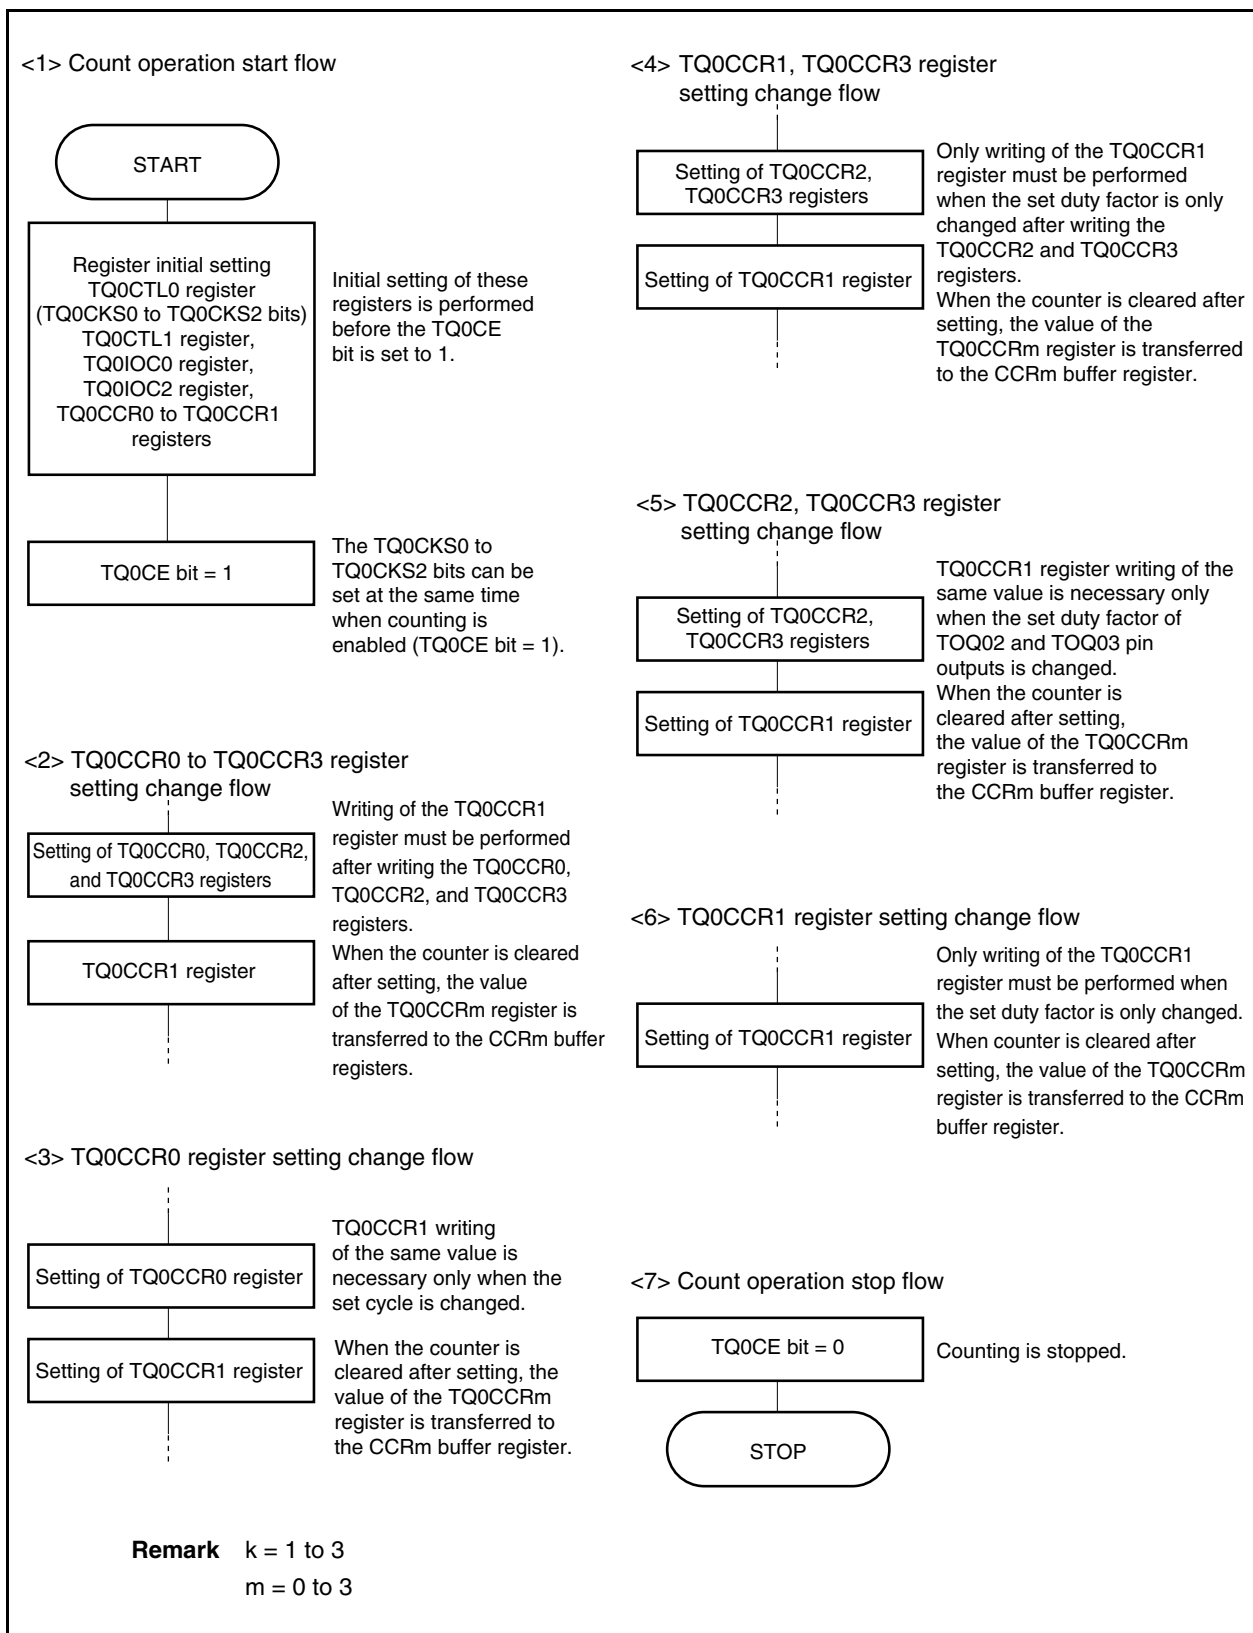 <1> Count operation start flow
START
Register initial setting
TQ0CTL0 register
(TQ0CKS0 to TQ0CKS2 bits)
TQ0CTL1 register,
TQ0IOC0 register,
TQ0IOC2 register,
TQ0CCR0 to TQ0CCR1
registers
Initial setting of these
registers is performed
before the TQ0CE
bit is set to 1.
TQ0CE bit = 1
The TQ0CKS0 to
TQ0CKS2 bits can be
set at the same time
when counting is
enabled (TQ0CE bit = 1).
<2> TQ0CCR0 to TQ0CCR3 register
setting change flow
Setting of TQ0CCR0, TQ0CCR2,
and TQ0CCR3 registers
TQ0CCR1 register
Writing of the TQ0CCR1
register must be performed
after writing the TQ0CCR0,
TQ0CCR2, and TQ0CCR3
registers.
When the counter is cleared
after setting, the value
of the TQ0CCRm register is
transferred to the CCRm buffer
registers.
<3> TQ0CCR0 register setting change flow
Setting of TQ0CCR0 register
Setting of TQ0CCR1 register
TQ0CCR1 writing
of the same value is
necessary only when the
set cycle is changed.
When the counter is
cleared after setting, the
value of the TQ0CCRm
register is transferred to
the CCRm buffer register.
<4> TQ0CCR1, TQ0CCR3 register
setting change flow
Setting of TQ0CCR2,
TQ0CCR3 registers
Setting of TQ0CCR1 register
Only writing of the TQ0CCR1
register must be performed
when the set duty factor is only
changed after writing the
TQ0CCR2 and TQ0CCR3
registers.
When the counter is cleared after
setting, the value of the
TQ0CCRm register is transferred
to the CCRm buffer register.
<5> TQ0CCR2, TQ0CCR3 register
setting change flow
Setting of TQ0CCR2,
TQ0CCR3 registers
Setting of TQ0CCR1 register
TQ0CCR1 register writing of the
same value is necessary only
when the set duty factor of
TOQ02 and TOQ03 pin
outputs is changed.
When the counter is
cleared after setting,
the value of the TQ0CCRm
register is transferred to
the CCRm buffer register.
<6> TQ0CCR1 register setting change flow
Setting of TQ0CCR1 register
Only writing of the TQ0CCR1
register must be performed when
the set duty factor is only changed.
When counter is cleared after
setting, the value of the TQ0CCRm
register is transferred to the CCRm
buffer register.
<7> Count operation stop flow
TQ0CE bit = 0
Counting is stopped.
STOP
Remark k = 1 to 3
m = 0 to 3